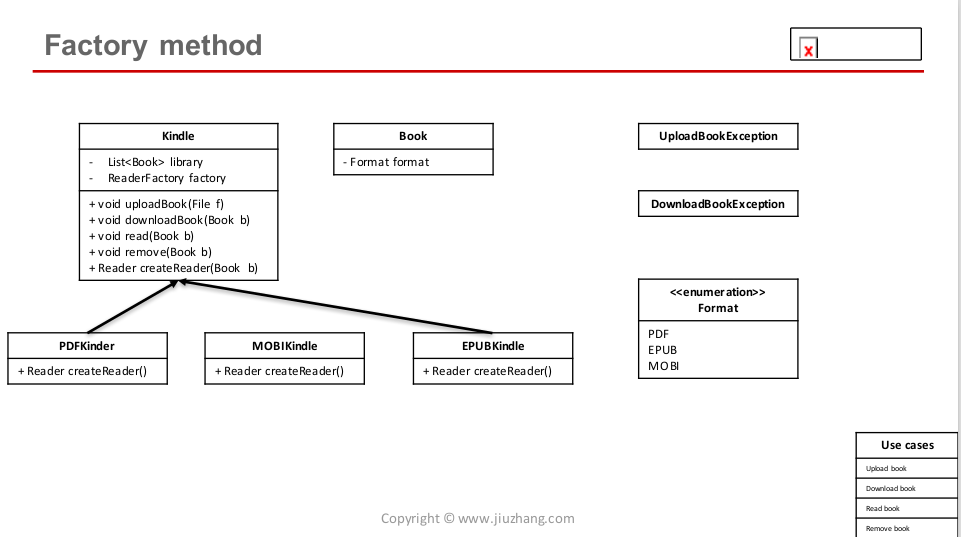 Factory method
x
Kindle
- List<Book> library
- ReaderFactory factory
+ void uploadBook(File f)
+ void downloadBook(Book b)
+ void read(Book b)
+ void remove(Book b)
+ Reader createReader(Book b)
Book
- Format format
UploadBookException
DownloadBookException
<<enumeration>>
Format
PDF
EPUB
MOBI
PDFKinder
+ Reader createReader()
MOBIKindle
+ Reader createReader()
EPUBKindle
+ Reader createReader()
Use cases
Upload book
Download book
Read book
Remove book
Copyright © www.jiuzhang.com